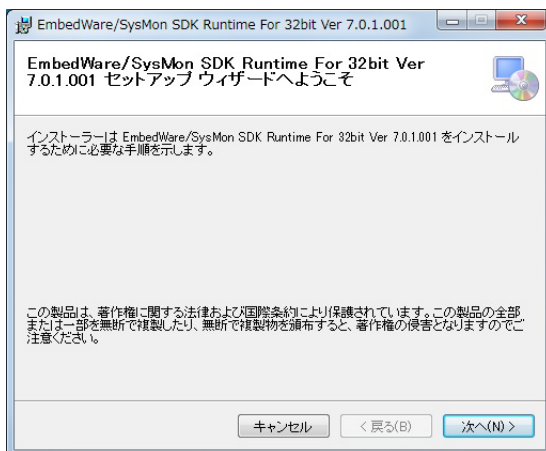 EmbedWare/SysMon SDK Runtime For 32bit Ver 7.0.1.001
EmbedWare/SysMon SDK Runtime For 32bit Ver
7.0.1.001 セットアップ ウィザードへようこそ
インストーラーは EmbedWare/SysMon SDK Runtime For 32bit Ver 7.0.1.001 をインストール
するために必要な手順を示します。
この製品は、著作権に関する法律および国際条約により保護されています。この製品の全部
または一部を無断で複製したり、無断で複製物を頒布すると、著作権の侵害となりますのでご
注意ください。
キャンセル
< 戻る(B)
次へ(N) >